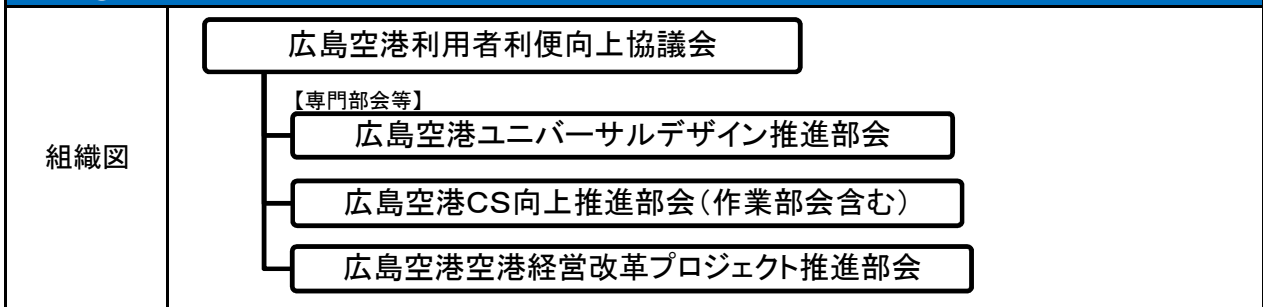 広島空港利用者利便向上協議会
【専門部会等】
広島空港ユニバーサルデザイン推進部会
組織図
広島空港CS向上推進部会（作業部会含む）
広島空港空港経営改革プロジェクト推進部会